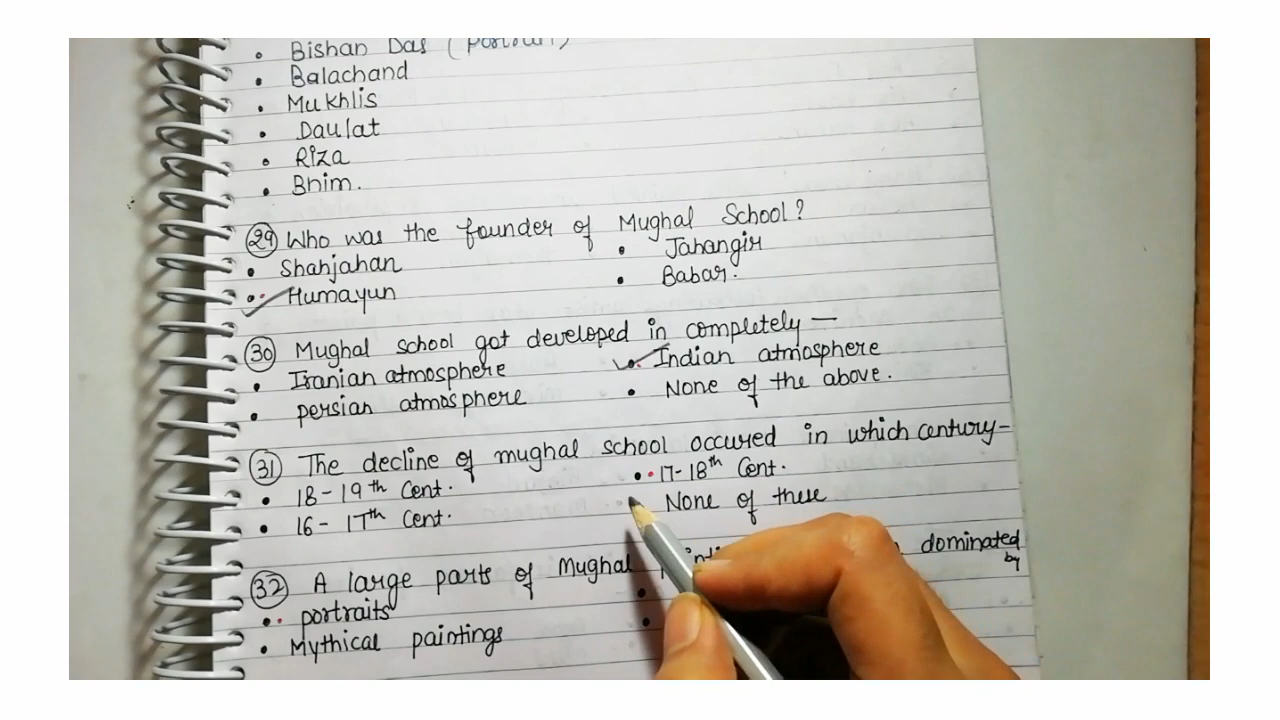 Bishan Das (Portrait)
Balachand
Mukhlis
Daulat
Riza
Bhim.
29 Who was the founder of Mughal School?
Shahjahan
Jahangir
Humayun
Babar.
30 Mughal school got developed in completely —
Iranian atmosphere
Indian atmosphere
persian atmosphere
None of the above.
31 The decline of mughal school occured in which century-
18-19th Cent.
17-18th Cent.
16-17th Cent.
None of these
32 A large parts of Mughal dominated by
portraits
Mythical paintings